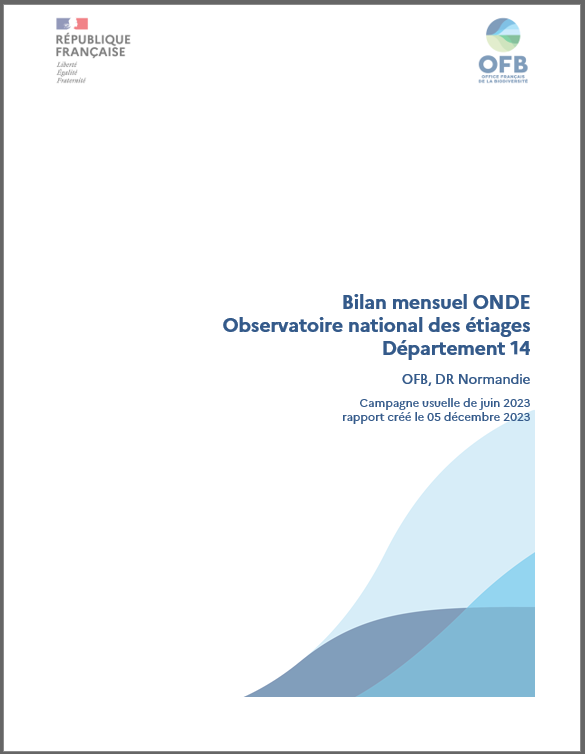 RÉPUBLIQUE
FRANÇAISE
Liberté
Égalité
Fraternité
OFB
OFFICE FRANÇAIS
DE LA BIODIVERSITÉ
Bilan mensuel ONDE
Observatoire national des étiages
Département 14
OFB, DR Normandie
Campagne usuelle de juin 2023
rapport créé le 05 décembre 2023